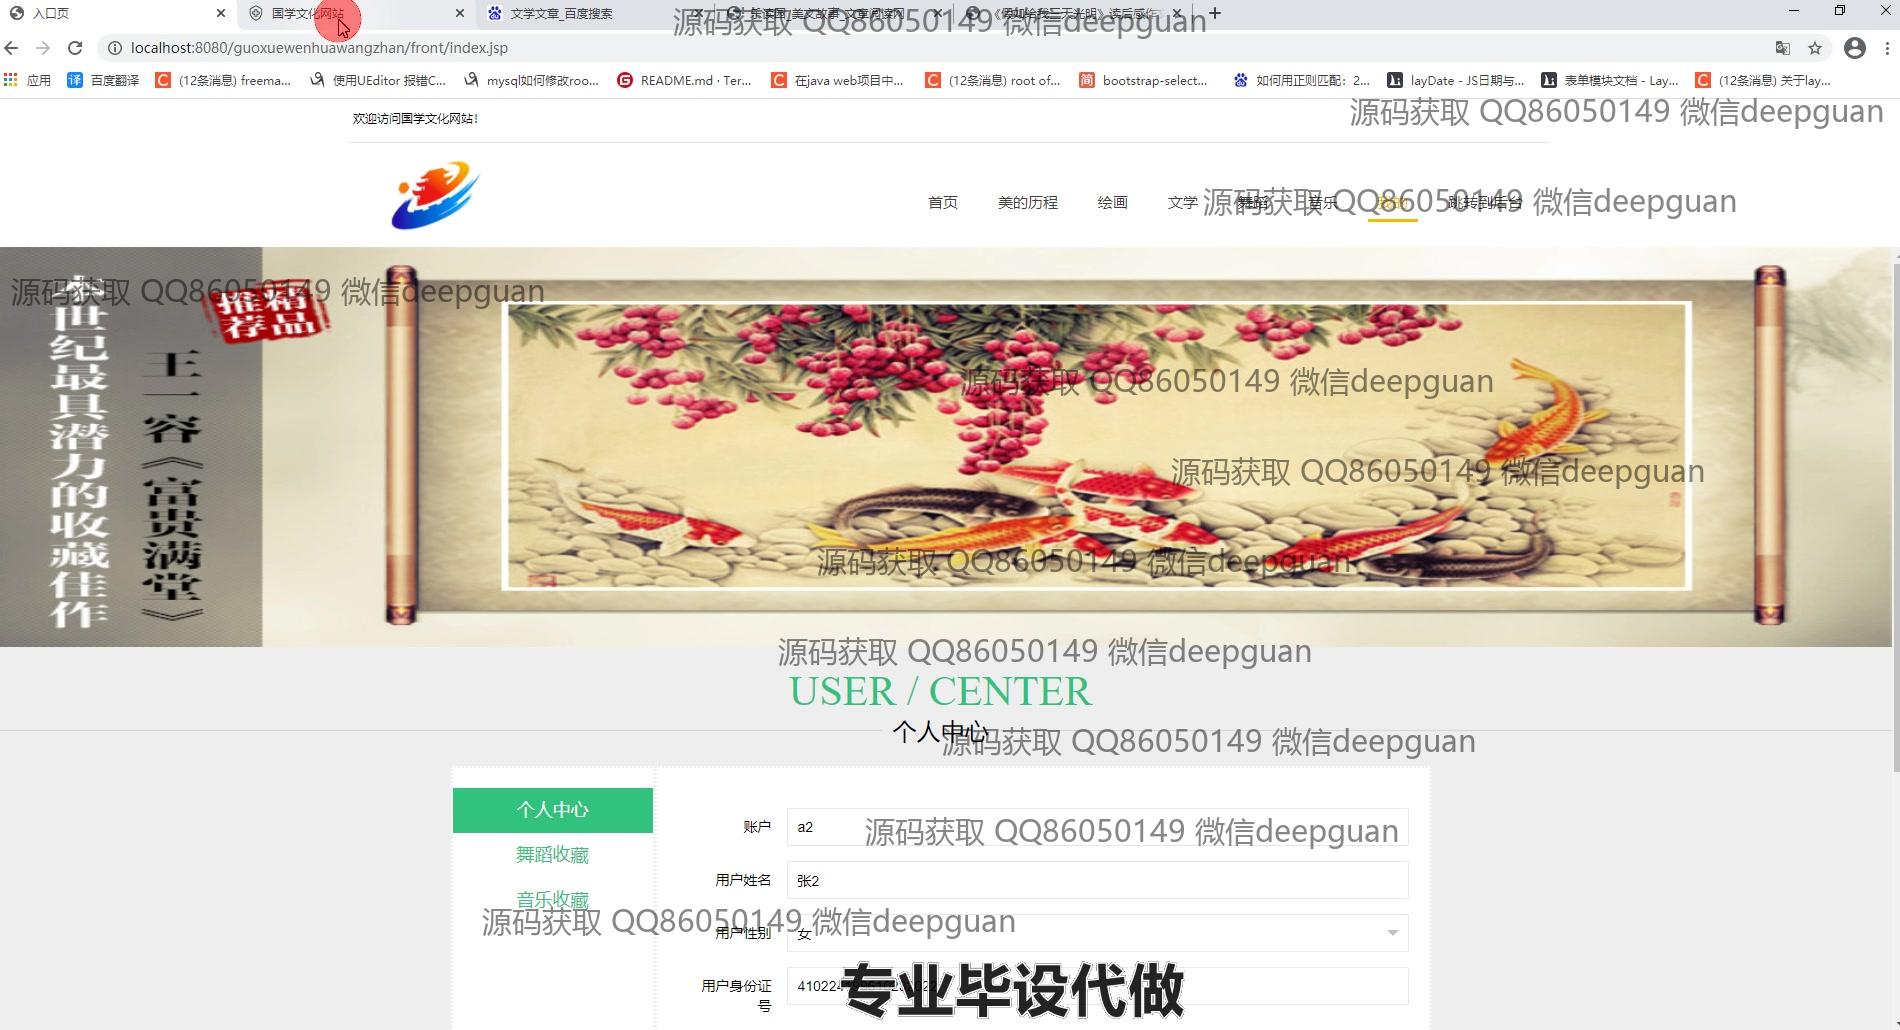 入口页
国学文化网站
文学文章_百度搜索
源码获取 QQ86050149 微信deepguan
localhost:8080/guoxuewenhuawangzhan/front/index.jsp
应用
百度翻译
(12条消息) freema...
使用UEditor 报错C...
mysql如何修改roo...
README.md · Ter...
在java web项目中...
(12条消息) root of...
bootstrap-select...
如何用正则匹配：2...
layDate - JS日期与...
表单模块文档 - Lay...
(12条消息) 关于lay...
源码获取 QQ86050149 微信deepguan
欢迎访问国学文化网站！
首页
美的历程
绘画
文学
舞蹈
音乐
我的
跳转到后台
源码获取 QQ86050149 微信deepguan
源码获取 QQ86050149 微信deepguan
世纪最具潜力的收藏佳作
精品推荐
王一容《富贵满堂》
源码获取 QQ86050149 微信deepguan
源码获取 QQ86050149 微信deepguan
源码获取 QQ86050149 微信deepguan
源码获取 QQ86050149 微信deepguan
USER / CENTER
个人中心
源码获取 QQ86050149 微信deepguan
个人中心
舞蹈收藏
音乐收藏
账户
a2
源码获取 QQ86050149 微信deepguan
用户姓名
张2
源码获取 QQ86050149 微信deepguan
用户性别
女
用户身份证
号
专业毕设代做